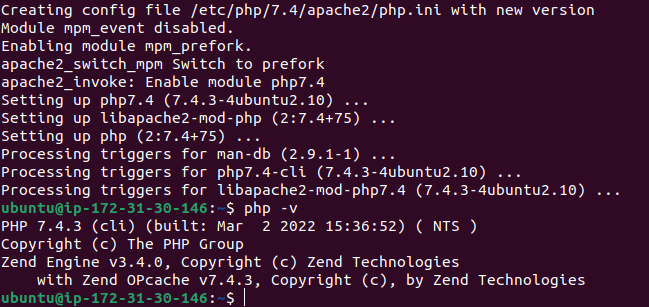 Creating config file /etc/php/7.4/apache2/php.ini with new version
Module mpm_event disabled.
Enabling module mpm_prefork.
apache2_switch_mpm Switch to prefork
apache2_invoke: Enable module php7.4
Setting up php7.4 (7.4.3-4ubuntu2.10) ...
Setting up libapache2-mod-php (2:7.4+75) ...
Setting up php (2:7.4+75) ...
Processing triggers for man-db (2.9.1-1) ...
Processing triggers for php7.4-cli (7.4.3-4ubuntu2.10) ...
Processing triggers for libapache2-mod-php7.4 (7.4.3-4ubuntu2.10) ...
ubuntu@ip-172-31-30-146:~$ php -v
PHP 7.4.3 (cli) (built: Mar  2 2022 15:36:52) ( NTS )
Copyright (c) The PHP Group
Zend Engine v3.4.0, Copyright (c) Zend Technologies
    with Zend OPcache v7.4.3, Copyright (c), by Zend Technologies
ubuntu@ip-172-31-30-146:~$